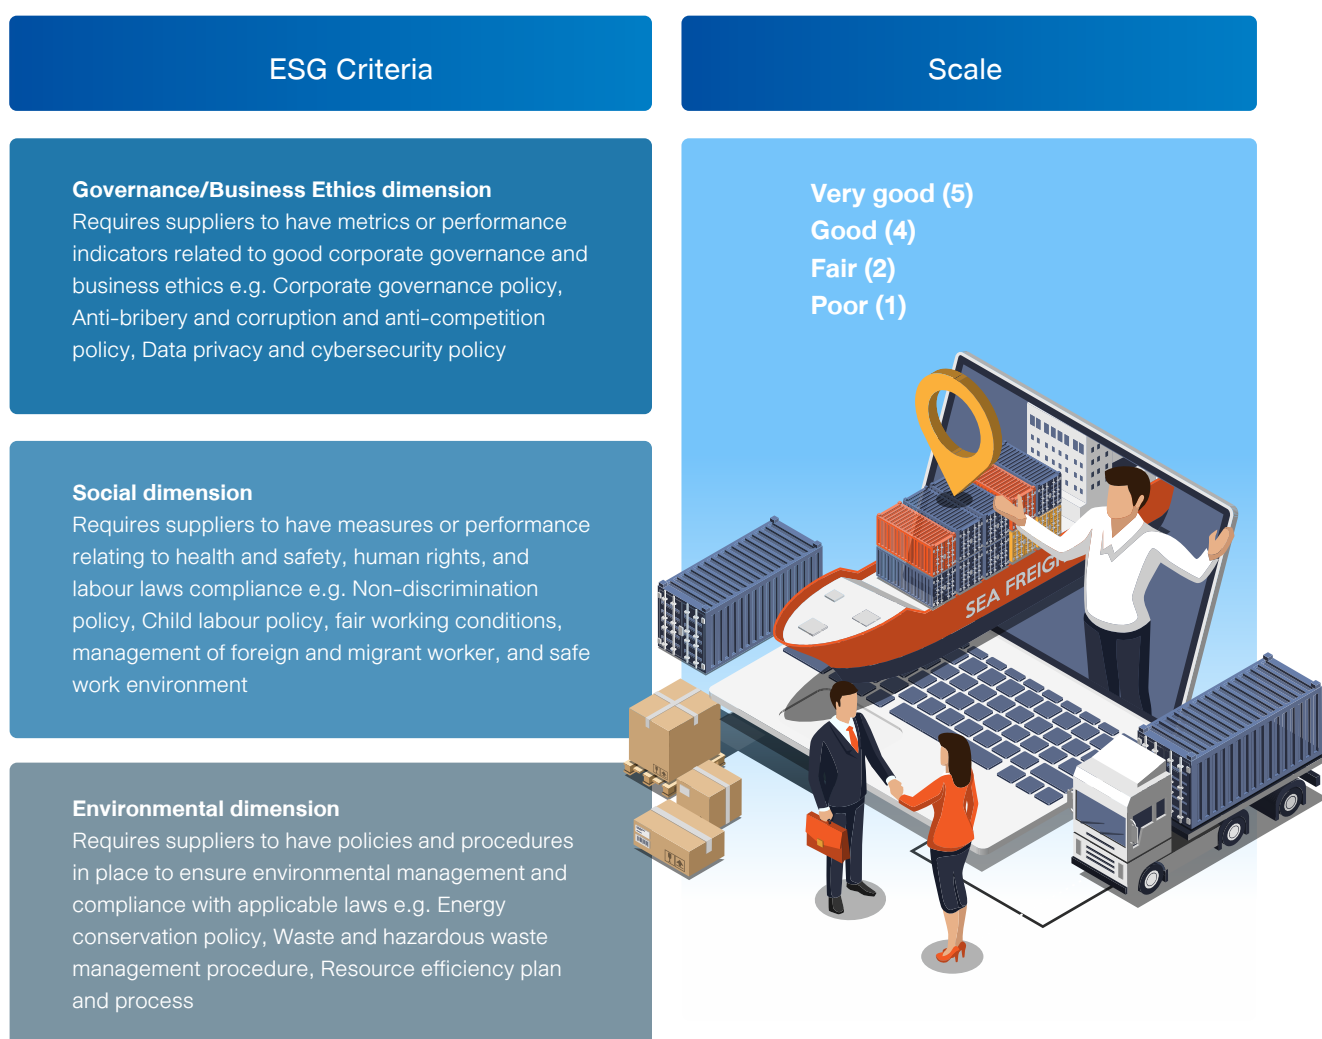 ESG Criteria
Scale
Governance/Business Ethics dimension
Requires suppliers to have metrics or performance
indicators related to good corporate governance and
business ethics e.g. Corporate governance policy,
Anti-bribery and corruption and anti-competition
policy, Data privacy and cybersecurity policy
Social dimension
Requires suppliers to have measures or performance
relating to health and safety, human rights, and
labour laws compliance e.g. Non-discrimination
policy, Child labour policy, fair working conditions,
management of foreign and migrant worker, and safe
work environment
Environmental dimension
Requires suppliers to have policies and procedures
in place to ensure environmental management and
compliance with applicable laws e.g. Energy
conservation policy, Waste and hazardous waste
management procedure, Resource efficiency plan
and process
Very good (5)
Good (4)
Fair (2)
Poor (1)
SEA FREIGH